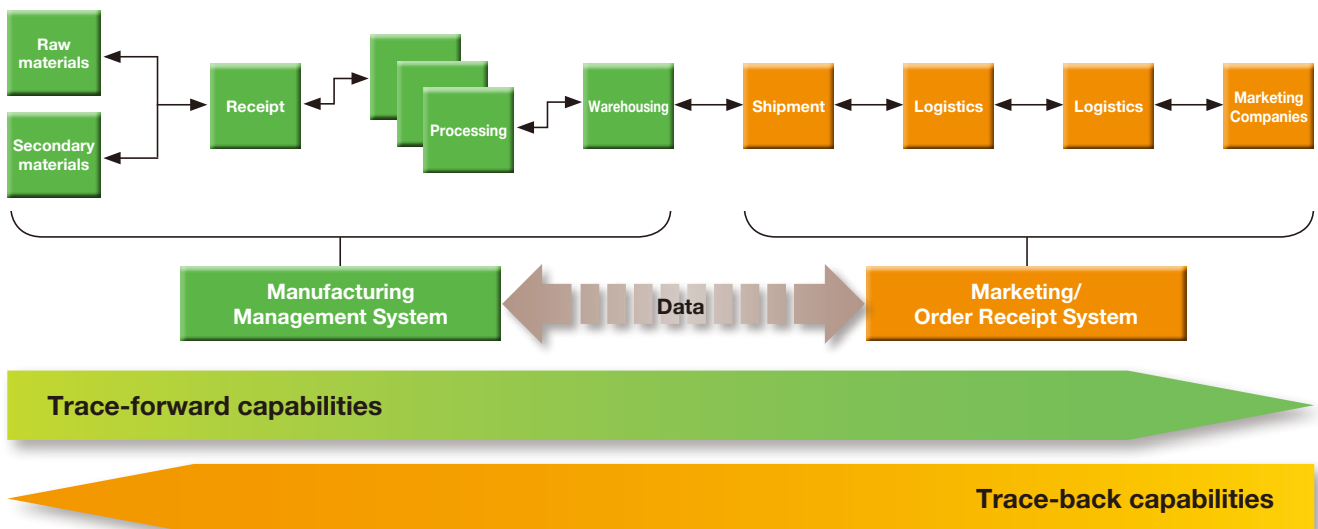 Raw
materials
Secondary
materials
Receipt
Processing
Warehousing
Shipment
Logistics
Logistics
Marketing
Companies
Manufacturing
Management System
Data
Marketing/
Order Receipt System
Trace-forward capabilities
Trace-back capabilities